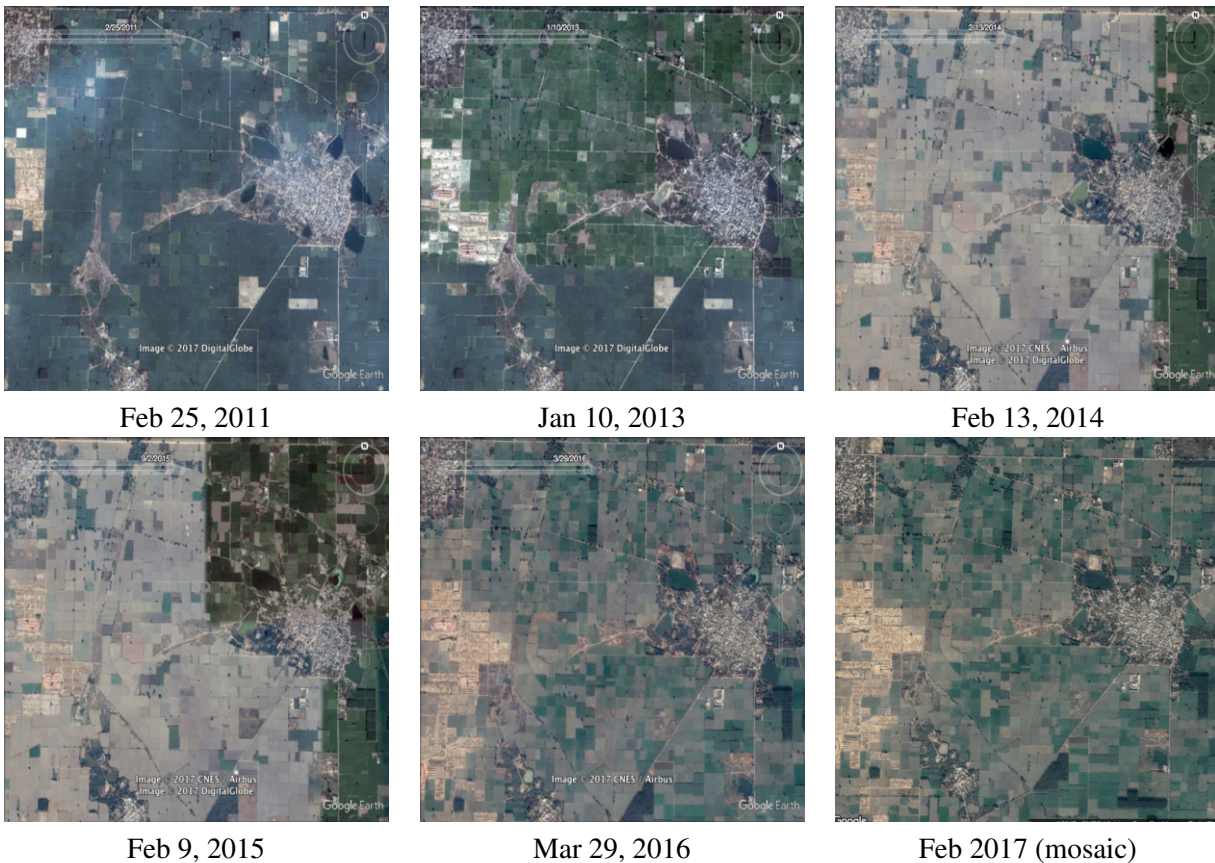 2/25/2011
Image © 2017 DigitalGlobe
Google Earth
Feb 25, 2011
1/10/2013
Image © 2017 DigitalGlobe
Google Earth
Jan 10, 2013
2/13/2014
Image © 2017 CNES / Airbus
Image © 2017 DigitalGlobe
Google Earth
Feb 13, 2014
9/2/2015
Image © 2017 CNES / Airbus
Image © 2017 DigitalGlobe
Google Earth
Feb 9, 2015
3/29/2016
Image © 2017 CNES / Airbus
Google Earth
Mar 29, 2016
Google
Feb 2017 (mosaic)